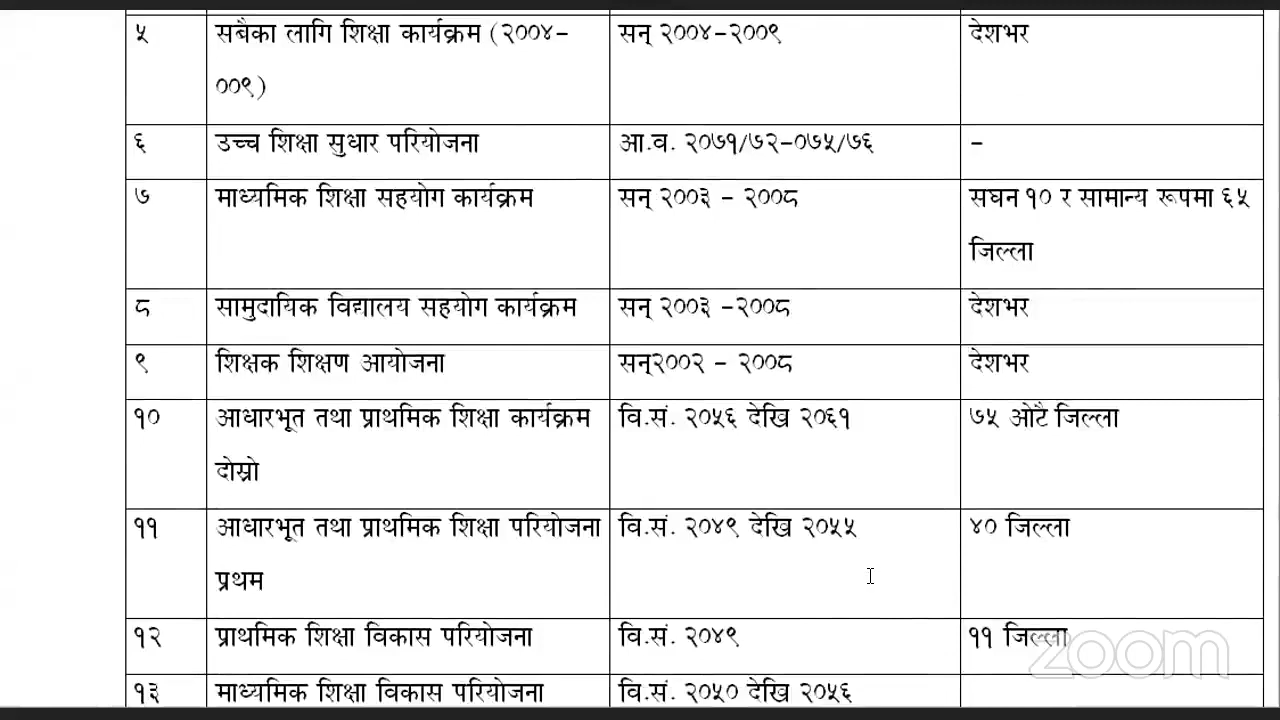 ५ सबैका लागि शिक्षा कार्यक्रम (२००४- सन् २००४-२००९ देशभर
००९)
६ उच्च शिक्षा सुधार परियोजना आ.व. २०७१/७२-०७५/७६ -
७ माध्यमिक शिक्षा सहयोग कार्यक्रम सन् २००३ - २००८ सघन १० र सामान्य रूपमा ६५
जिल्ला
८ सामुदायिक विद्यालय सहयोग कार्यक्रम सन् २००३ -२००८ देशभर
९ शिक्षक शिक्षण आयोजना सन्२००२ - २००८ देशभर
१० आधारभूत तथा प्राथमिक शिक्षा कार्यक्रम वि.सं. २०५६ देखि २०६१ ७५ ओटै जिल्ला
दोस्रो
११ आधारभूत तथा प्राथमिक शिक्षा परियोजना वि.सं. २०४९ देखि २०५५ ४० जिल्ला
प्रथम
१२ प्राथमिक शिक्षा विकास परियोजना वि.सं. २०४९ ११ जिल्ला
zoom
१३ माध्यमिक शिक्षा विकास परियोजना वि.सं. २०५० देखि २०५६